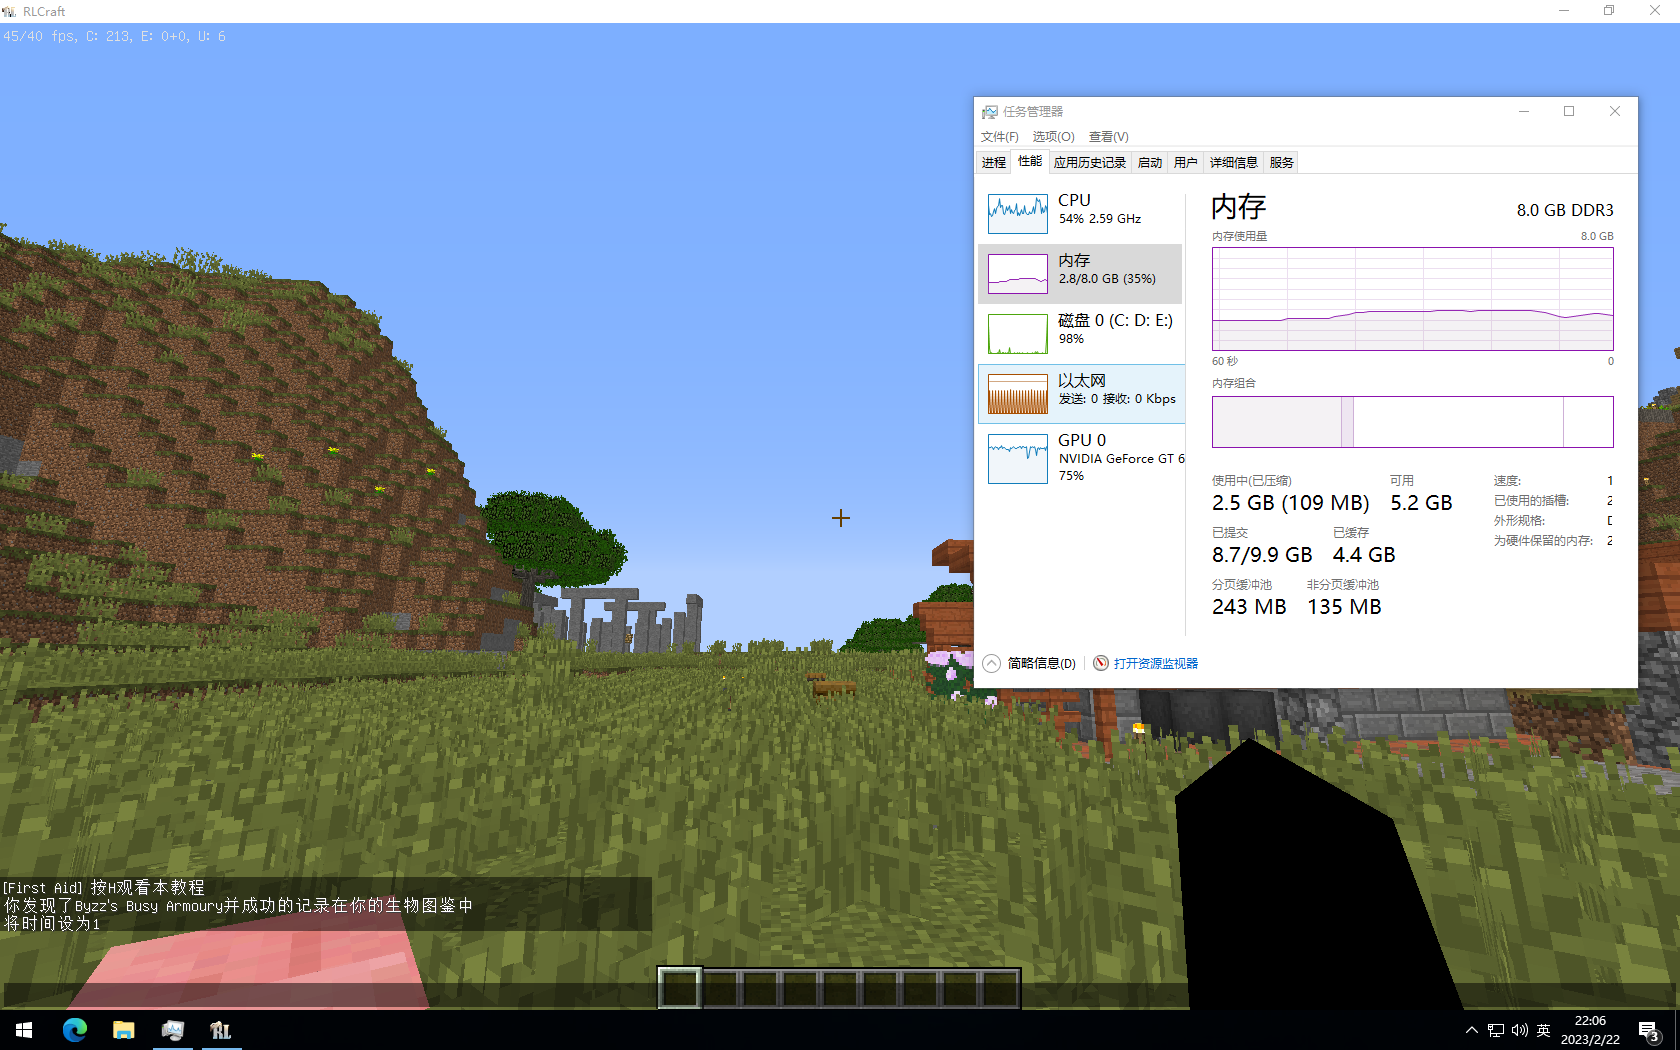 RLCraft
45/40 fps, C: 213, E: 0+0, U: 6
任务管理器
文件(F) 选项(O) 查看(V)
进程 性能 应用历史记录 启动 用户 详细信息 服务
CPU
54% 2.59 GHz
内存
2.8/8.0 GB (35%)
磁盘 0 (C: D: E:)
98%
以太网
发送: 0 接收: 0 Kbps
GPU 0
NVIDIA GeForce GT 6
75%
内存 8.0 GB DDR3
内存使用量 8.0 GB
60 秒 0
内存组合
使用中(已压缩) 可用
2.5 GB (109 MB) 5.2 GB
已提交 已缓存
8.7/9.9 GB 4.4 GB
分页缓冲池 非分页缓冲池
243 MB 135 MB
速度: 1
已使用的插槽: 2
外形规格:
为硬件保留的内存: 2
简略信息(D) 打开资源监视器
[First Aid] 按H观看本教程
你发现了Byzz's Busy Armoury并成功的记录在你的生物图鉴中
将时间设为1
RL
英
22:06
2023/2/22
3